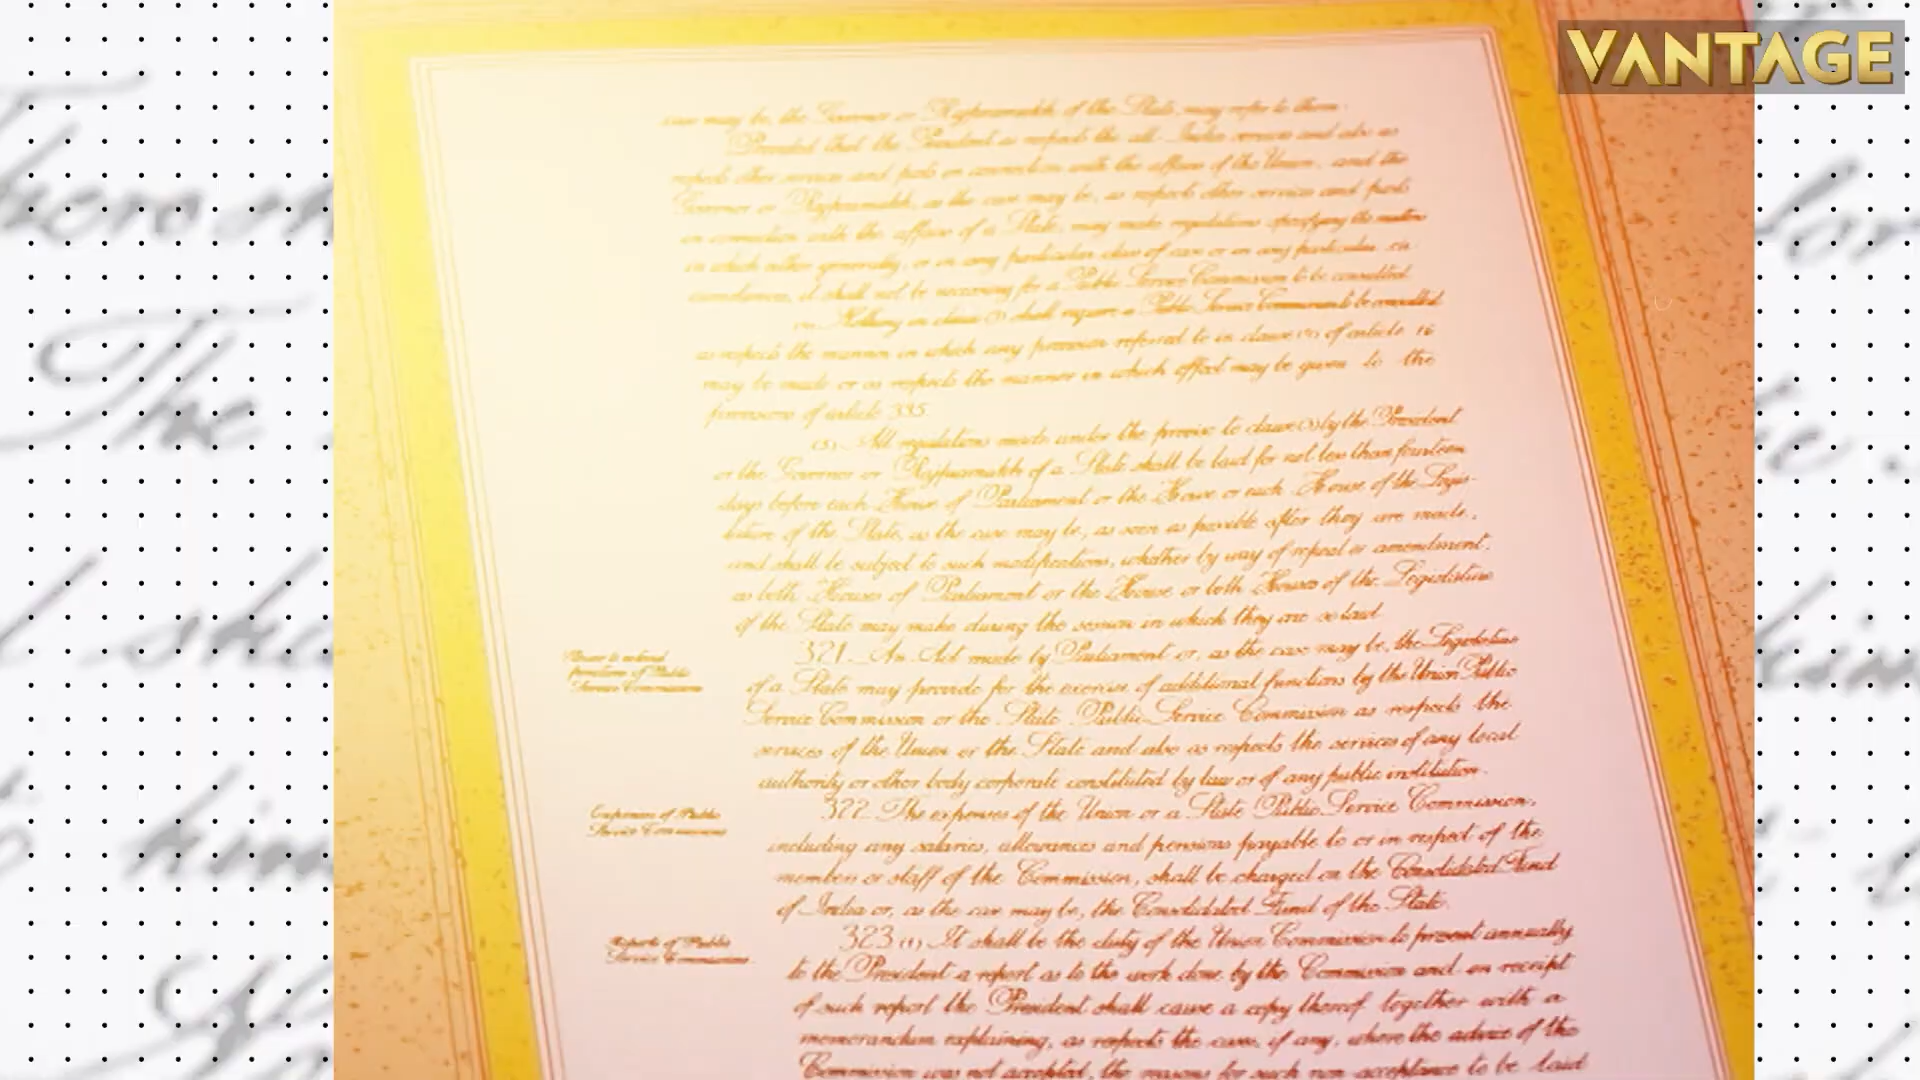 VANTAGE
case may be, the Governor or Rajpramukh of the State, may refer to them:
Provided that the President as respects the all-India services and also as
respects other services and posts in connection with the affairs of the Union, and the
Governor or Rajpramukh, as the case may be, as respects other services and posts
in connection with the affairs of a State, may make regulations specifying the matters
in which either generally, or in any particular class of case or in any particular cir-
cumstances, it shall not be necessary for a Public Service Commission to be consulted.
Nothing in clause (3) shall require a Public Service Commission to be consulted
as respects the manner in which any provision referred to in clause (4) of article 16
may be made or as respects the manner in which effect may be given to the
provisions of article 335.
(5) All regulations made under the proviso to clause (3) by the President
or the Governor or Rajpramukh of a State shall be laid for not less than fourteen
days before each House of Parliament or the House or each House of the Legis-
lature of the State, as the case may be, as soon as possible after they are made,
and shall be subject to such modifications, whether by way of repeal or amendment,
as both Houses of Parliament or the House or both Houses of the Legislature
of the State may make during the session in which they are so laid.
Power to extend
functions of Public
Service Commissions
321. An Act made by Parliament or, as the case may be, the Legislature
of a State may provide for the exercise of additional functions by the Union Public
Service Commission or the State Public Service Commission as respects the
services of the Union or the State and also as respects the services of any local
authority or other body corporate constituted by law or of any public institution.
Expenses of Public
Service Commissions
322. The expenses of the Union or a State Public Service Commission,
including any salaries, allowances and pensions payable to or in respect of the
members or staff of the Commission, shall be charged on the Consolidated Fund
of India or, as the case may be, the Consolidated Fund of the State.
Reports of Public
Service Commissions
323. (1) It shall be the duty of the Union Commission to present annually
to the President a report as to the work done by the Commission and on receipt
of such report the President shall cause a copy thereof together with a
memorandum explaining, as respects the cases, if any, where the advice of the
Commission was not accepted, the reasons for such non-acceptance to be laid
The